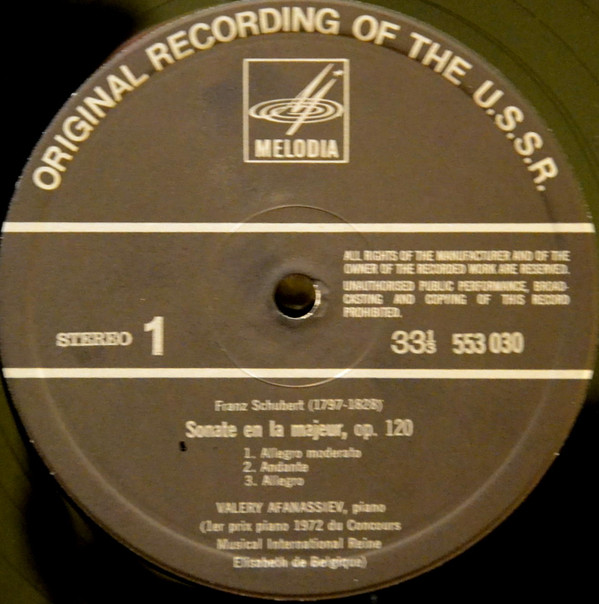 ORIGINAL RECORDING OF THE U.S.S.R.
MELODIA
ALL RIGHTS OF THE MANUFACTURER AND OF THE
OWNER OF THE RECORDED WORK ARE RESERVED.
UNAUTHORISED PUBLIC PERFORMANCE, BROAD-
CASTING AND COPYING OF THIS RECORD
PROHIBITED.
STEREO 1
33⅓ 553 030
Franz Schubert (1797-1828)
Sonate en la majeur, op. 120
1. Allegro moderato
2. Andante
3. Allegro
VALERY AFANASSIEV, piano
(1er prix piano 1972 du Concours
Musical International Reine
Elisabeth de Belgique)